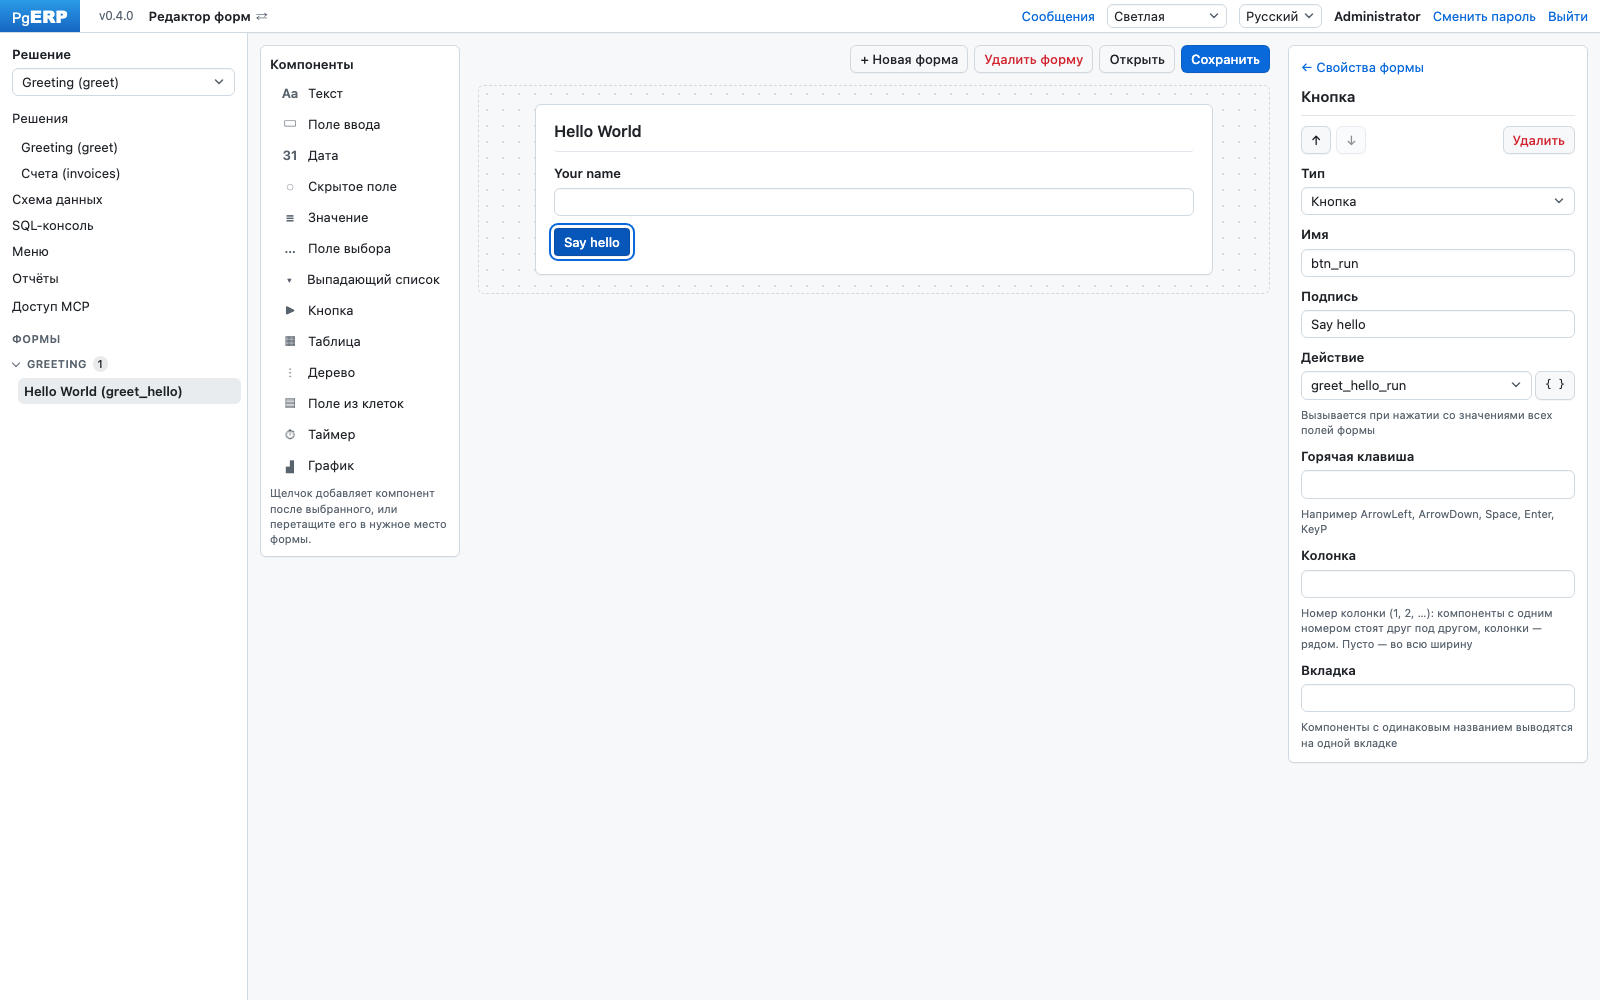 PgERP
v0.4.0
Редактор форм ⇄
Сообщения
Светлая
Русский
Administrator
Сменить пароль
Выйти
Решение
Greeting (greet)
Решения
Greeting (greet)
Счета (invoices)
Схема данных
SQL-консоль
Меню
Отчёты
Доступ MCP
ФОРМЫ
GREETING 1
Hello World (greet_hello)
Компоненты
Aa Текст
Поле ввода
31 Дата
Скрытое поле
Значение
... Поле выбора
Выпадающий список
Кнопка
Таблица
Дерево
Поле из клеток
Таймер
График
Щелчок добавляет компонент
после выбранного, или
перетащите его в нужное место
формы.
+ Новая форма
Удалить форму
Открыть
Сохранить
Hello World
Your name
Say hello
← Свойства формы
Кнопка
↑
↓
Удалить
Тип
Кнопка
Имя
btn_run
Подпись
Say hello
Действие
greet_hello_run
{ }
Вызывается при нажатии со значениями всех
полей формы
Горячая клавиша
Например ArrowLeft, ArrowDown, Space, Enter,
KeyP
Колонка
Номер колонки (1, 2, ...): компоненты с одним
номером стоят друг под другом, колонки —
рядом. Пусто — во всю ширину
Вкладка
Компоненты с одинаковым названием выводятся
на одной вкладке